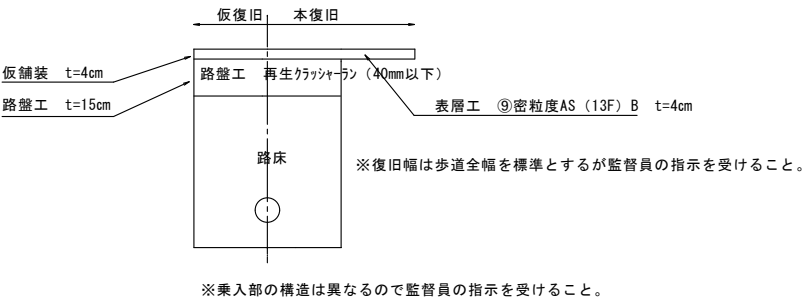 仮復旧 本復旧
仮舗装 t=4cm
路盤工 再生クラッシャーラン（40mm以下）
路盤工 t=15cm
表層工 ⑨密粒度AS（13F）B t=4cm
路床
※復旧幅は歩道全幅を標準とするが監督員の指示を受けること。
※乗入部の構造は異なるので監督員の指示を受けること。